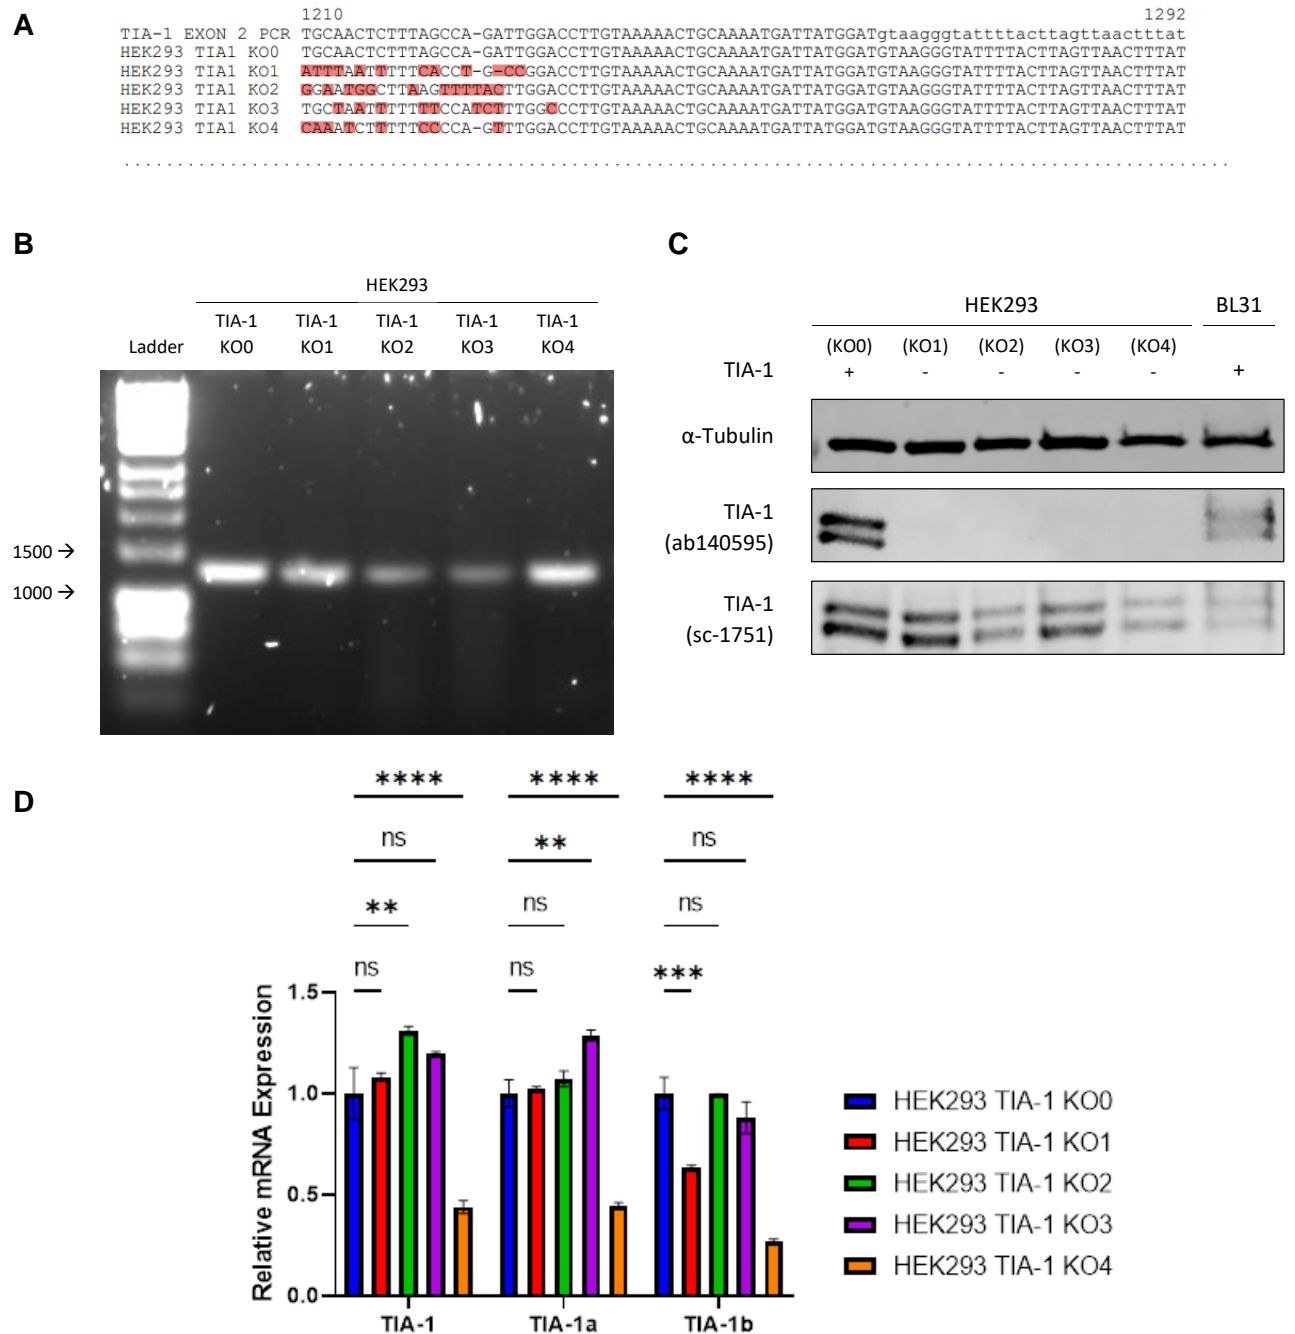 A
1210 1292
TIA-1 EXON 2 PCR TGCAACTCTTTAGCCA-GATTGGACCTTGTAAAAACTGCAAAATGATTATGGATgtaagggtattttacttagttaactttat
HEK293 TIA1 KO0 TGCAACTCTTTAGCCA-GATTGGACCTTGTAAAAACTGCAAAATGATTATGGATGTAAGGGTATTTTACTTAGTTAACTTTAT
HEK293 TIA1 KO1 ATTTAATTTTTCACCT-G-CCGGACCTTGTAAAAACTGCAAAATGATTATGGATGTAAGGGTATTTTACTTAGTTAACTTTAT
HEK293 TIA1 KO2 GGAATGGCTTAAGTTTTACTTGGACCTTGTAAAAACTGCAAAATGATTATGGATGTAAGGGTATTTTACTTAGTTAACTTTAT
HEK293 TIA1 KO3 TGCTAATTTTTTTCCATCTTTGGCCCTTGTAAAAACTGCAAAATGATTATGGATGTAAGGGTATTTTACTTAGTTAACTTTAT
HEK293 TIA1 KO4 CAAATCTTTTTCCCCA-GTTTGGACCTTGTAAAAACTGCAAAATGATTATGGATGTAAGGGTATTTTACTTAGTTAACTTTAT
B
HEK293
TIA-1 TIA-1 TIA-1 TIA-1 TIA-1
Ladder KO0 KO1 KO2 KO3 KO4
1500 →
1000 →
C
HEK293 BL31
(KO0) (KO1) (KO2) (KO3) (KO4)
TIA-1 + - - - - +
α-Tubulin
TIA-1
(ab140595)
TIA-1
(sc-1751)
D
**** **** ****
ns ** ns
** ns ns
ns ns ***
Relative mRNA Expression
1.5
1.0
0.5
0.0
TIA-1 TIA-1a TIA-1b
HEK293 TIA-1 KO0
HEK293 TIA-1 KO1
HEK293 TIA-1 KO2
HEK293 TIA-1 KO3
HEK293 TIA-1 KO4